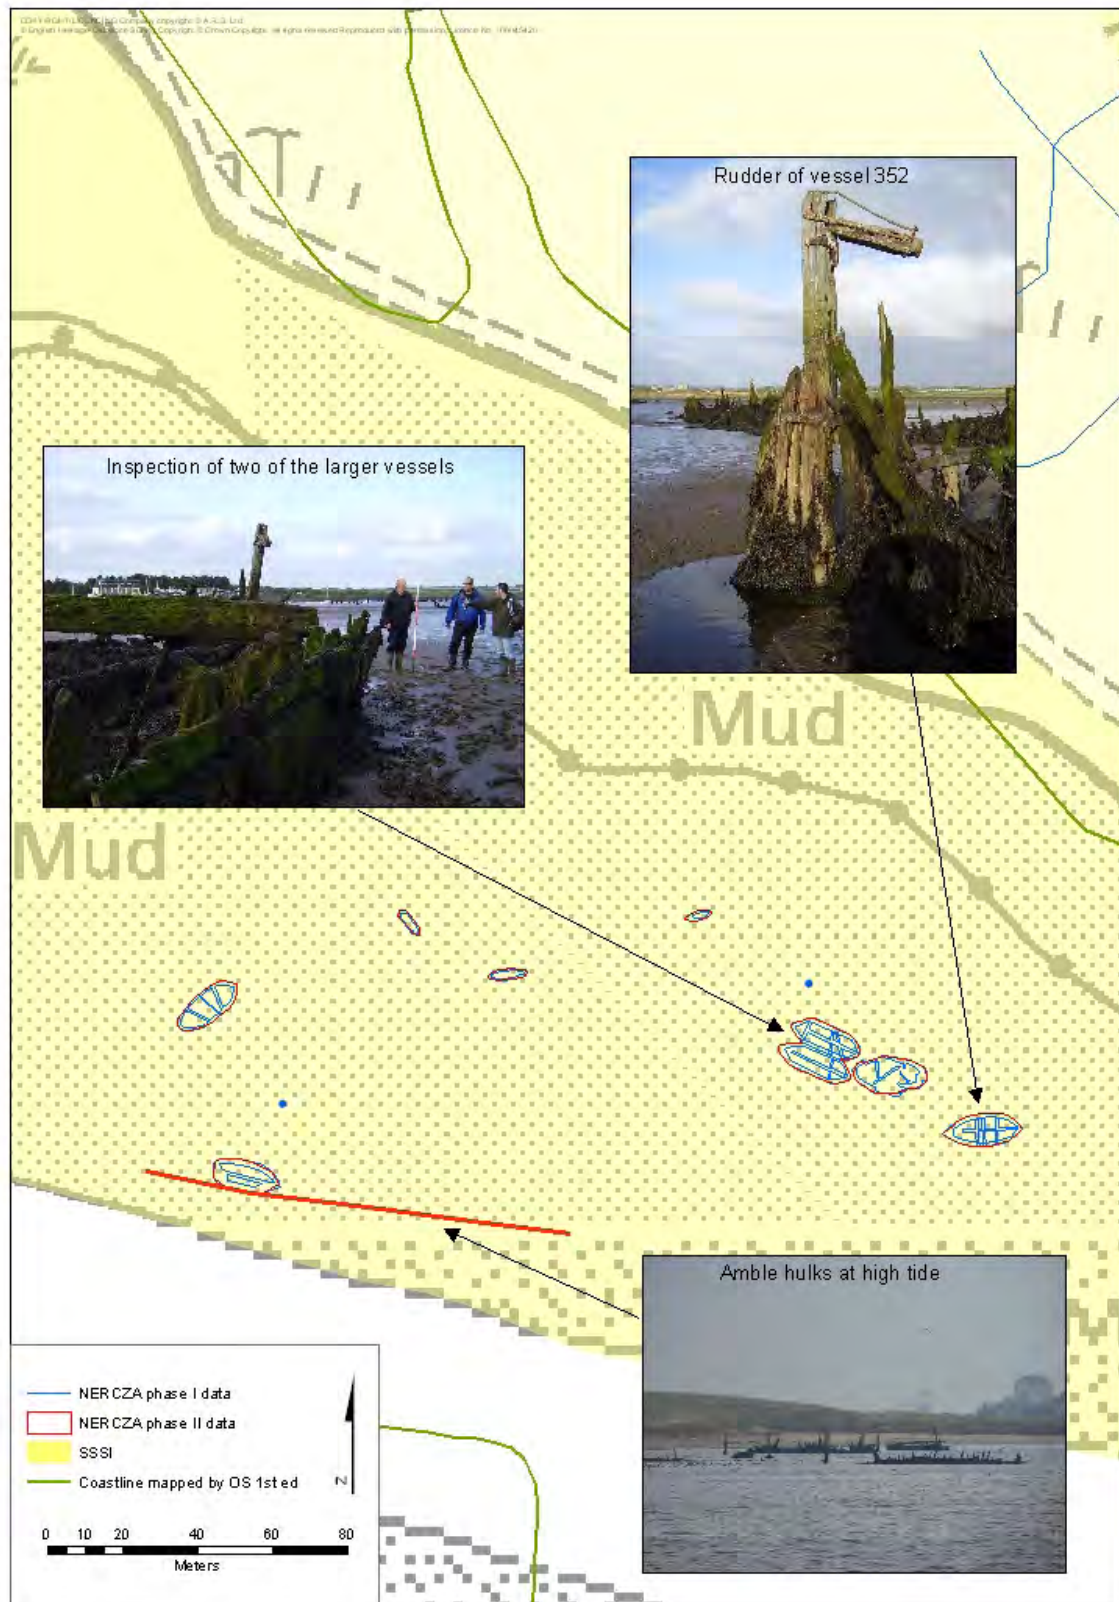 Rudder of vessel 352
Inspection of two of the larger vessels
Mud
Mud
Amble hulks at high tide
NERCZA phase I data
NERCZA phase II data
SSSI
Coastline mapped by OS 1st ed
N
0 10 20 40 60 80
Meters